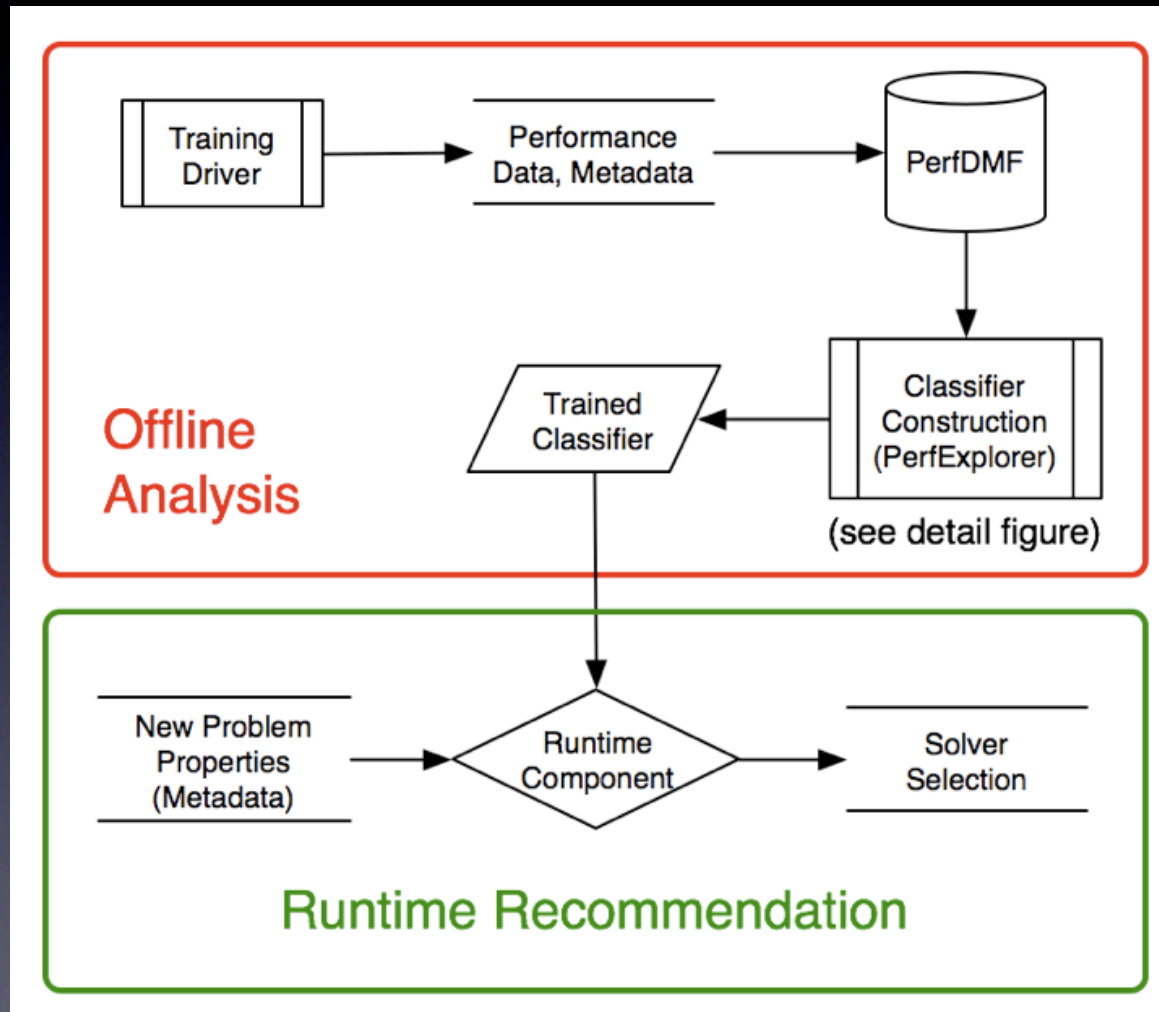 Training
Driver
Performance
Data, Metadata
PerfDMF
Trained
Classifier
Classifier
Construction
(PerfExplorer)
(see detail figure)
Offline
Analysis
New Problem
Properties
(Metadata)
Runtime
Component
Solver
Selection
Runtime Recommendation